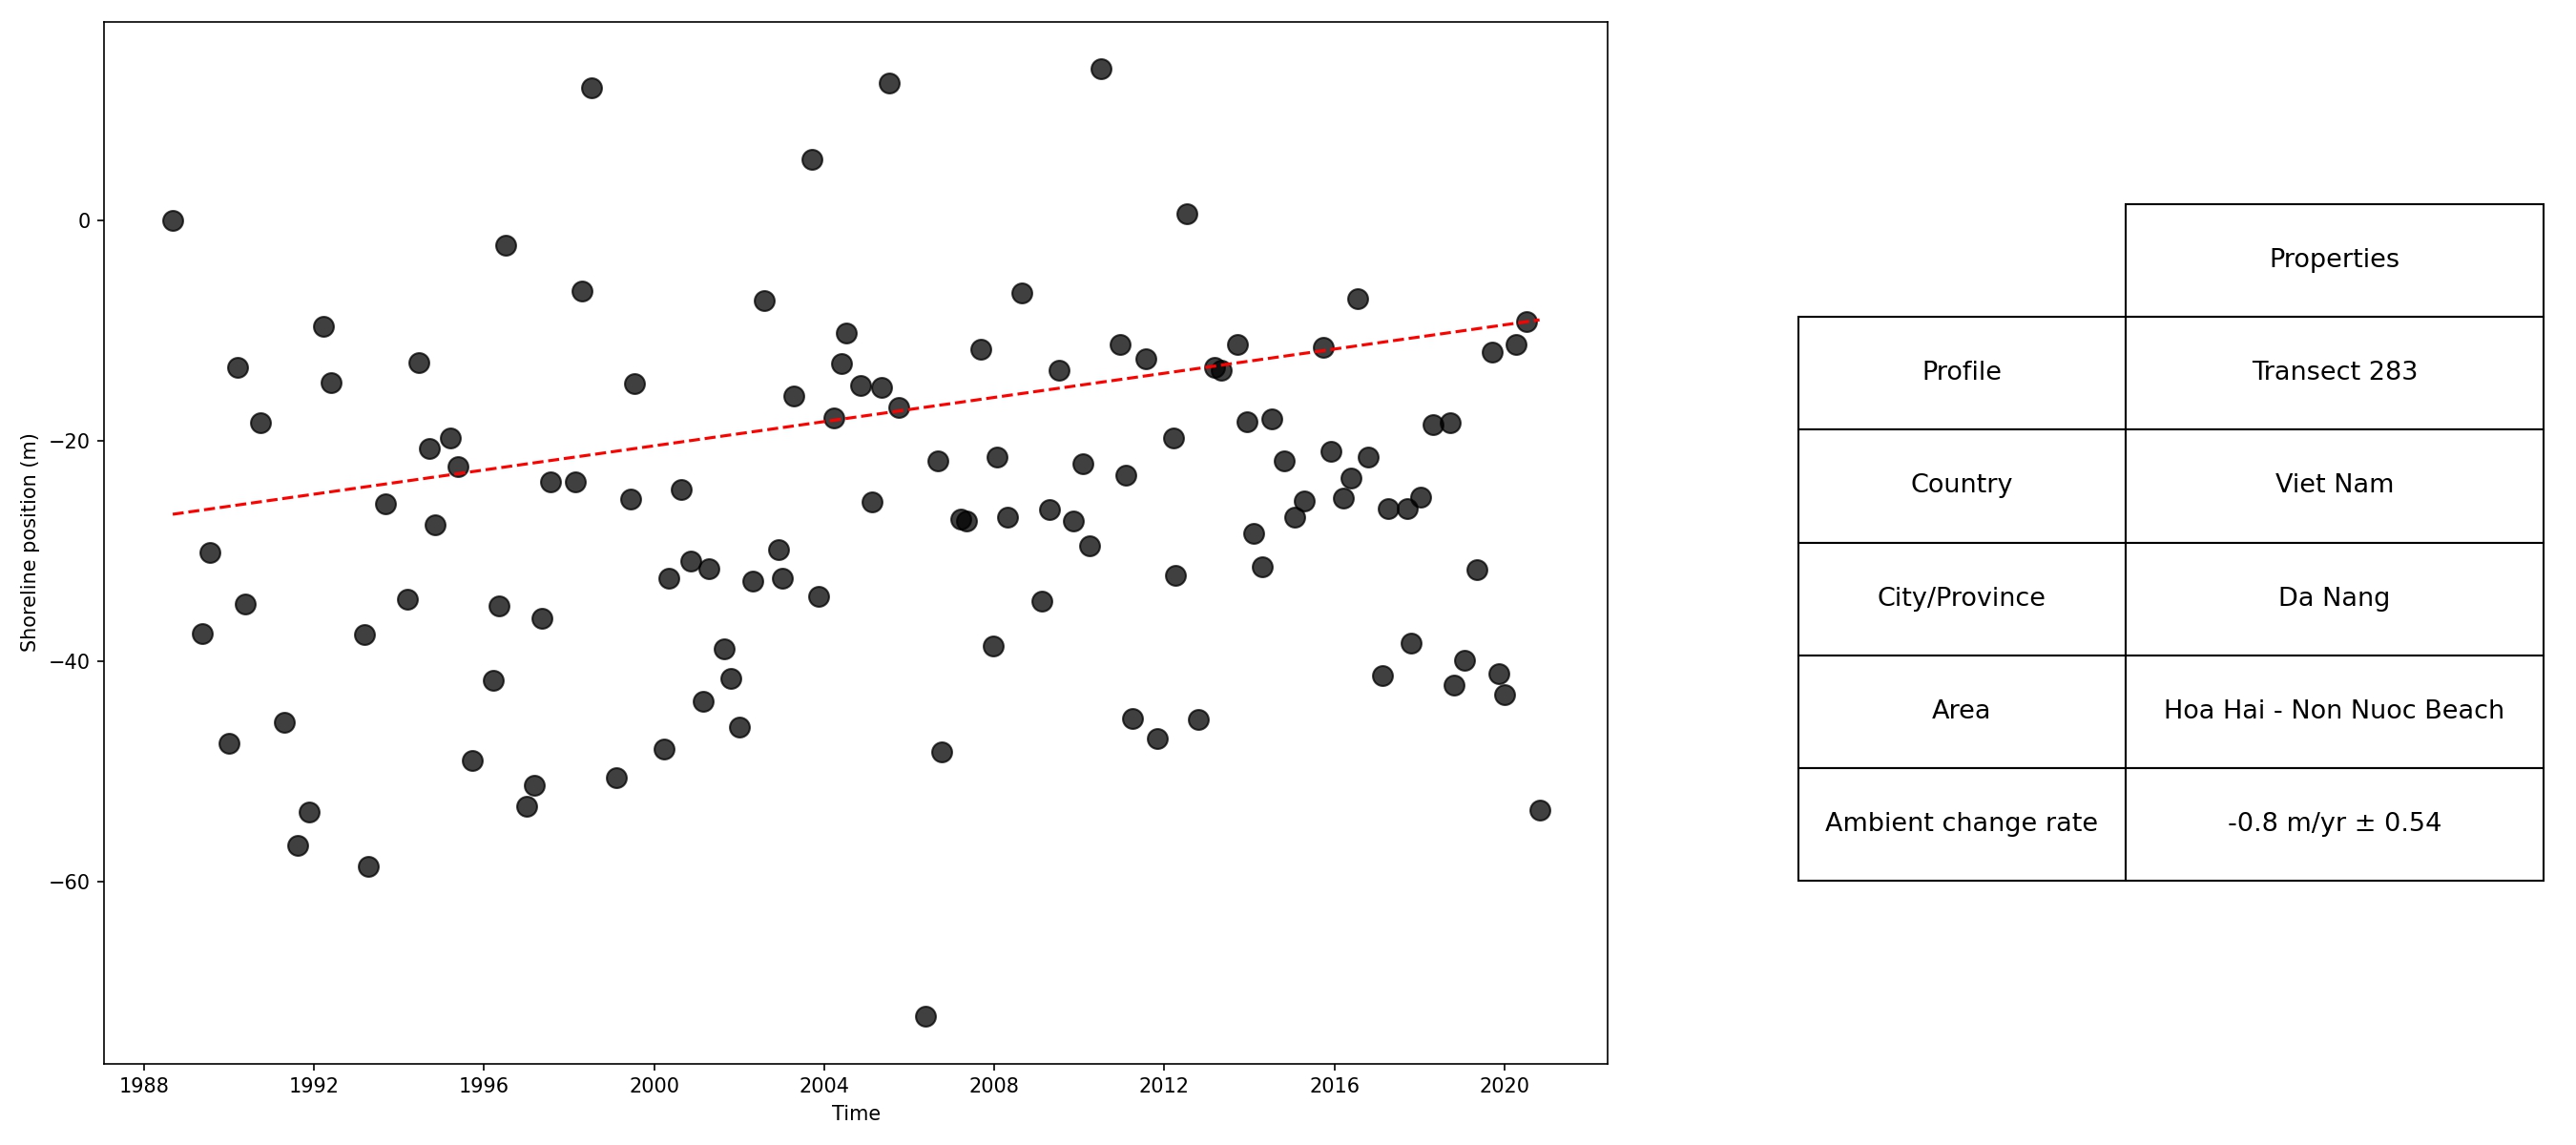 0
−20
−40
−60
Shoreline position (m)
1988 1992 1996 2000 2004 2008 2012 2016 2020
Time
Properties
Profile Transect 283
Country Viet Nam
City/Province Da Nang
Area Hoa Hai - Non Nuoc Beach
Ambient change rate -0.8 m/yr ± 0.54